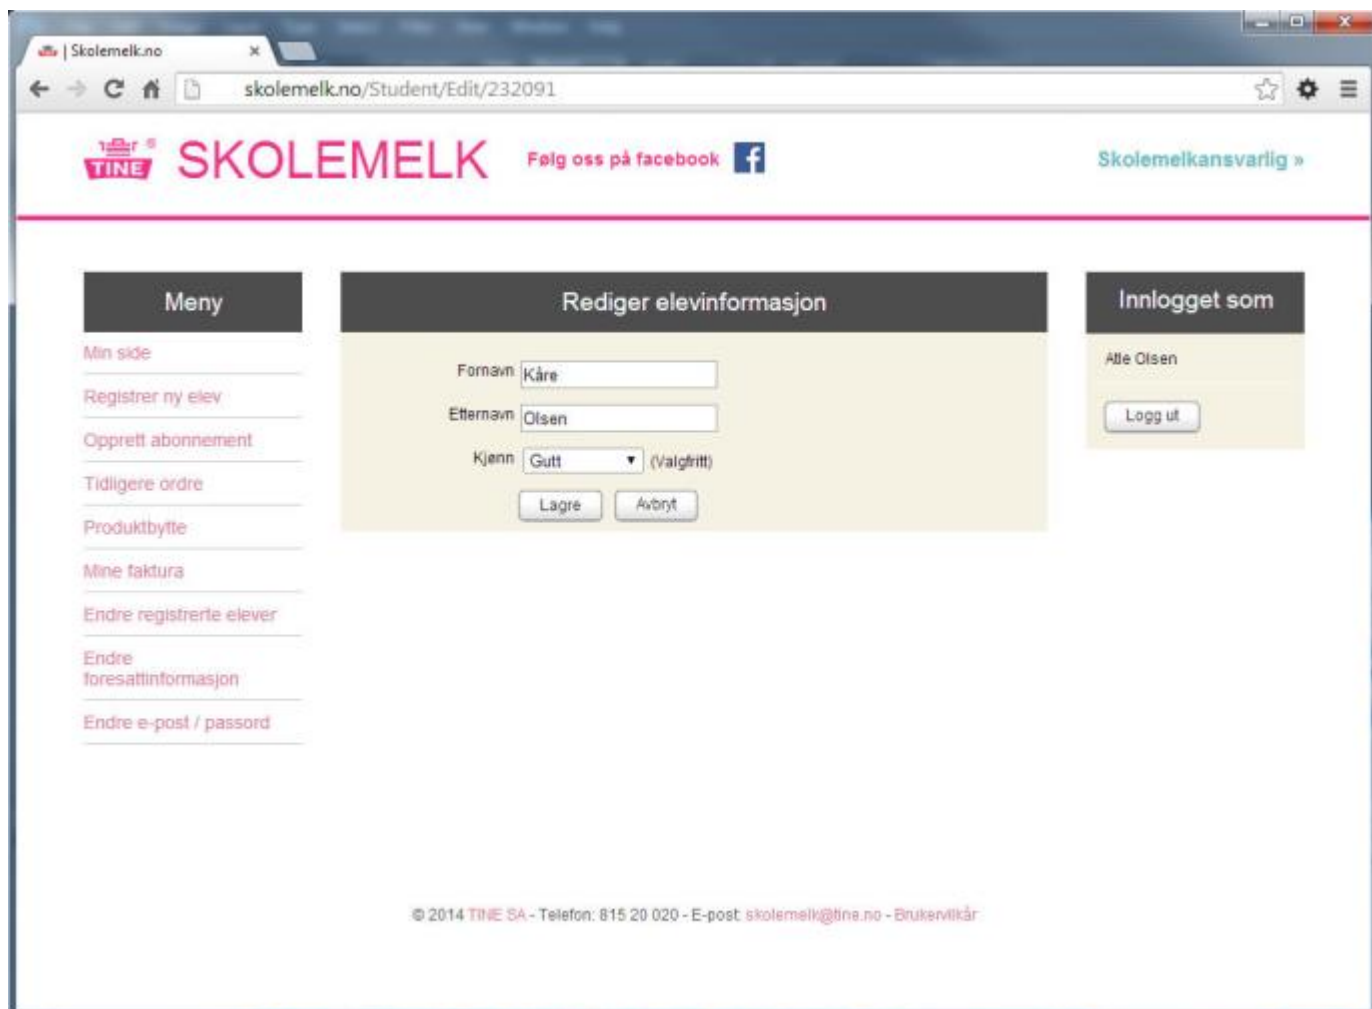 | Skolemelk.no
skolemelk.no/Student/Edit/232091
TINE ® SKOLEMELK Følg oss på facebook f Skolemelkansvarlig »
Meny
Min side
Registrer ny elev
Opprett abonnement
Tidligere ordre
Produktbytte
Mine faktura
Endre registrerte elever
Endre
foresattinformasjon
Endre e-post / passord
Rediger elevinformasjon
Fornavn Kåre
Etternavn Olsen
Kjønn Gutt (Valgfritt)
Lagre Avbryt
Innlogget som
Atle Olsen
Logg ut
© 2014 TINE SA - Telefon: 815 20 020 - E-post: skolemelk@tine.no - Brukervilkår